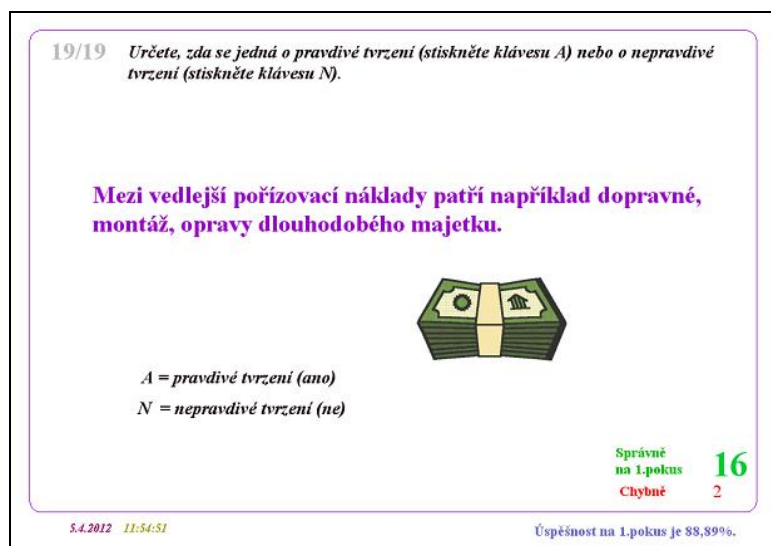 19/19 Určete, zda se jedná o pravdivé tvrzení (stiskněte klávesu A) nebo o nepravdivé
tvrzení (stiskněte klávesu N).
Mezi vedlejší pořizovací náklady patří například dopravné,
montáž, opravy dlouhodobého majetku.
A = pravdivé tvrzení (ano)
N = nepravdivé tvrzení (ne)
Správně
na 1.pokus 16
Chybně 2
5.4.2012 11:54:51 Úspěšnost na 1.pokus je 88,89%.